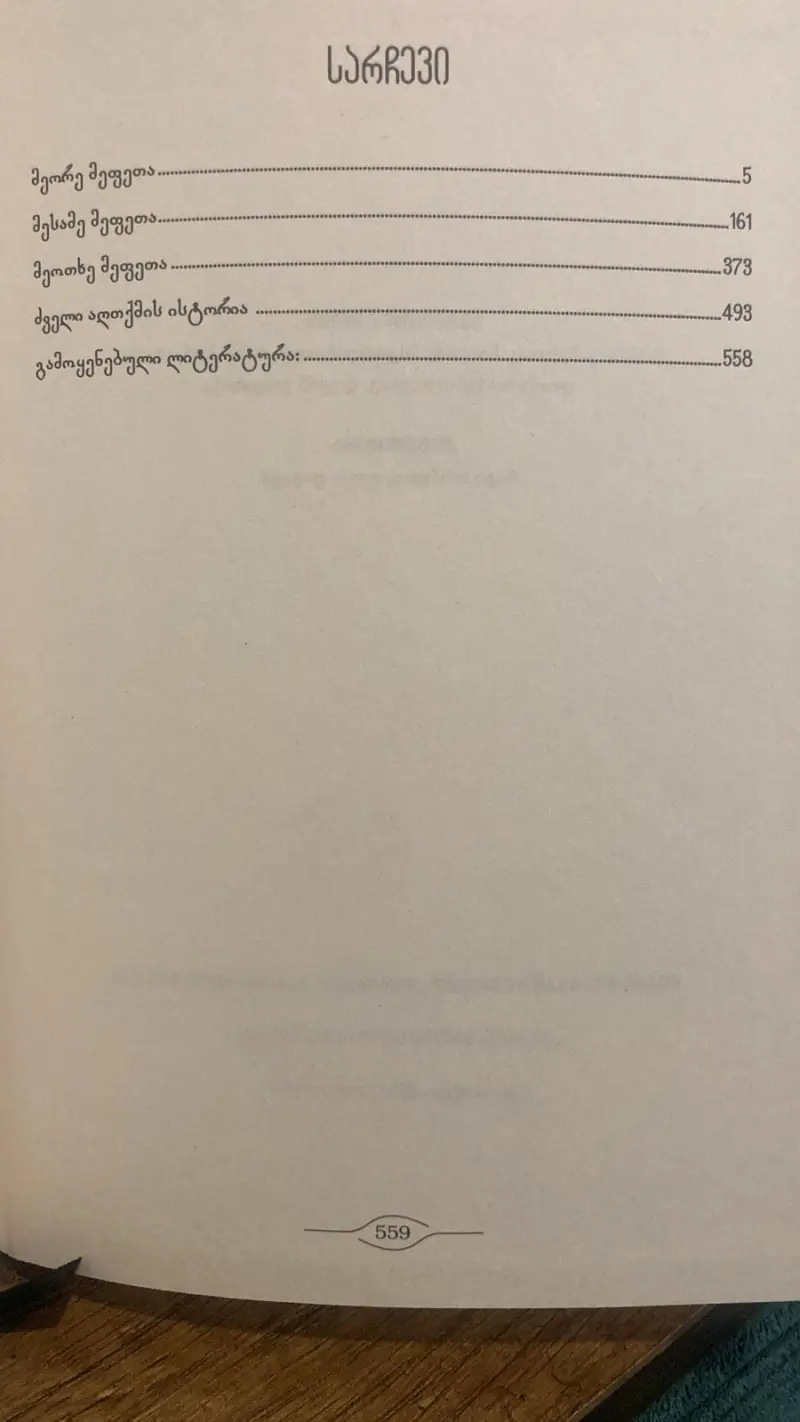 სარჩევი
მეორე მეფეთა 5
მესამე მეფეთა 161
მეოთხე მეფეთა 373
ძველი აღთქმის ისტორია 493
გამოყენებული ლიტერატურა: 558
559